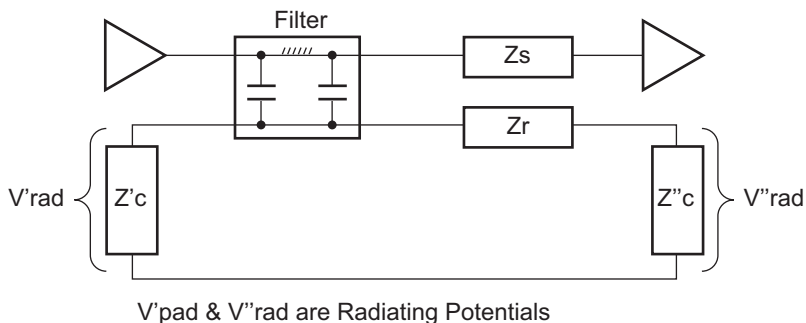 Filter
Zs
Zr
V'rad
Z'c
Z''c
V''rad
V'pad & V''rad are Radiating Potentials